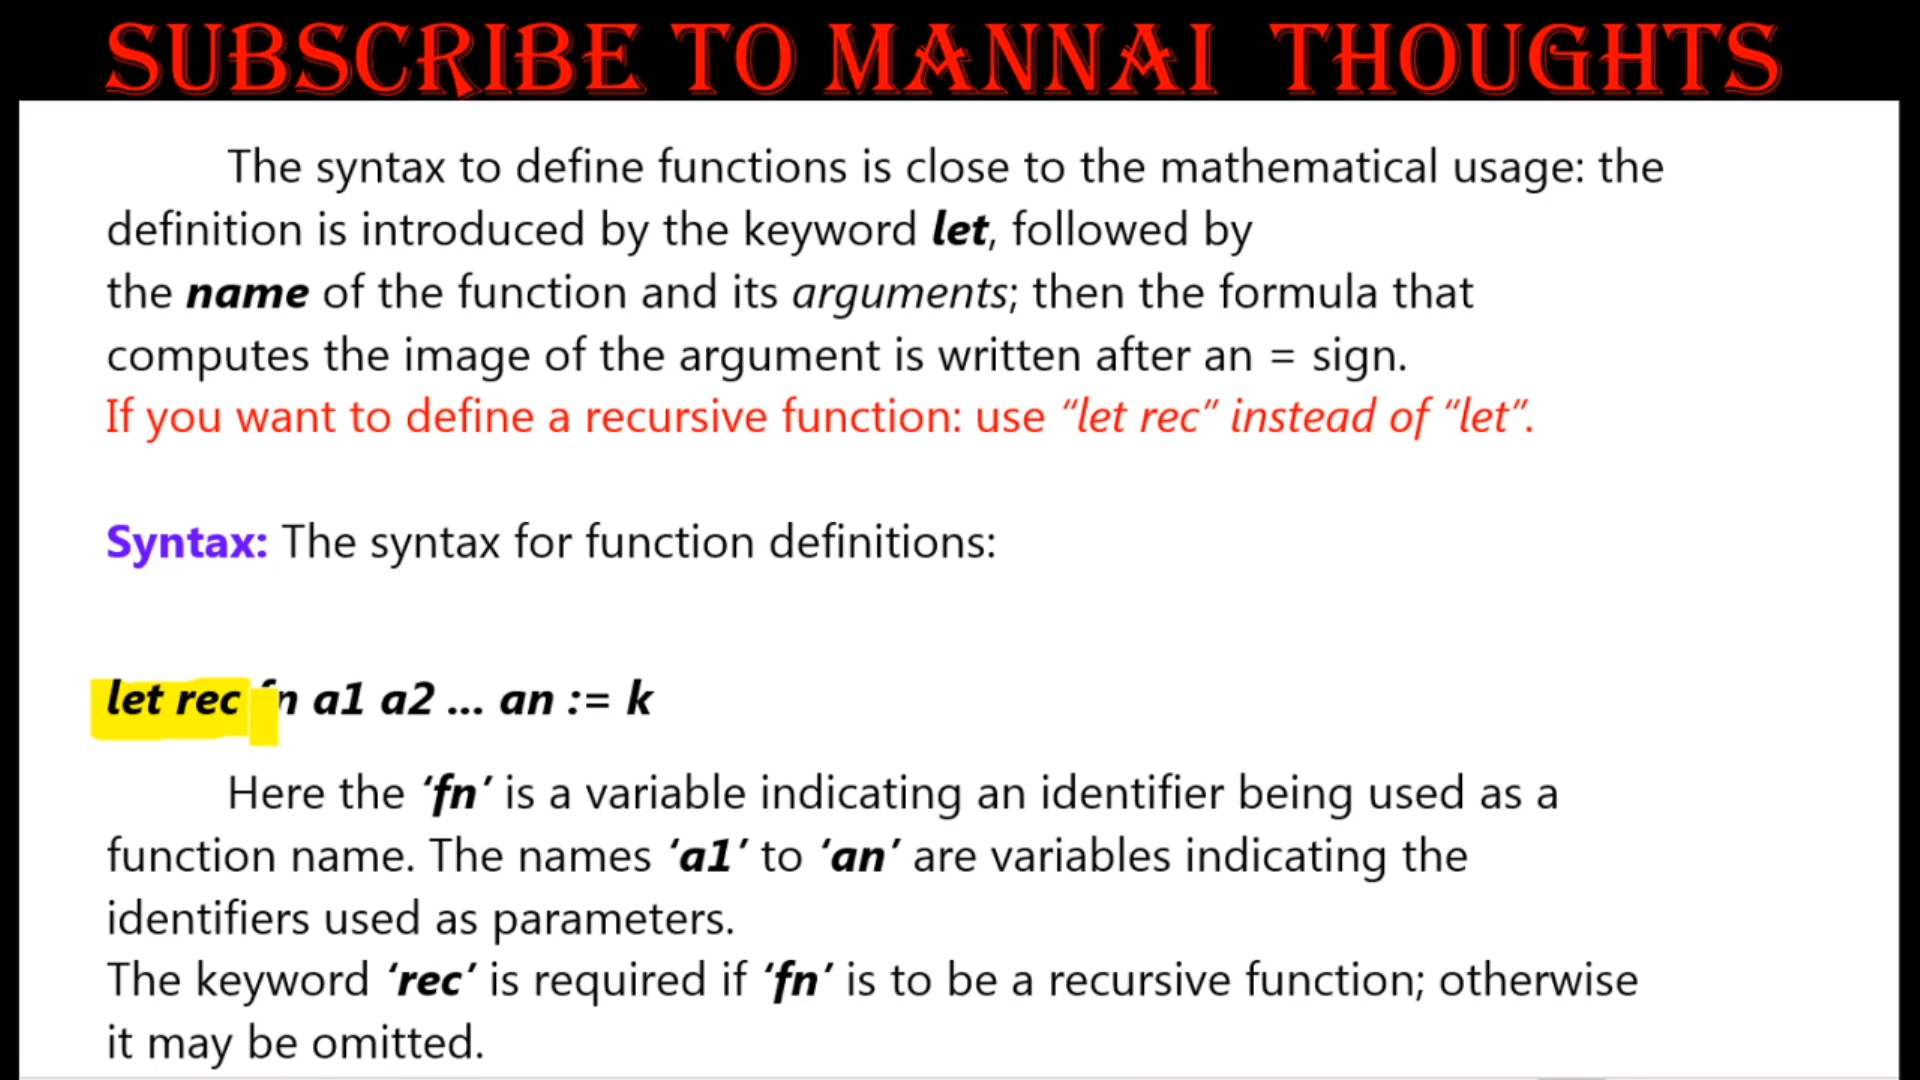 SUBSCRIBE TO MANNAI THOUGHTS
The syntax to define functions is close to the mathematical usage: the
definition is introduced by the keyword let, followed by
the name of the function and its arguments; then the formula that
computes the image of the argument is written after an = sign.
If you want to define a recursive function: use “let rec” instead of “let”.
Syntax: The syntax for function definitions:
let rec fn a1 a2 ... an := k
Here the ‘fn’ is a variable indicating an identifier being used as a
function name. The names ‘a1’ to ‘an’ are variables indicating the
identifiers used as parameters.
The keyword ‘rec’ is required if ‘fn’ is to be a recursive function; otherwise
it may be omitted.